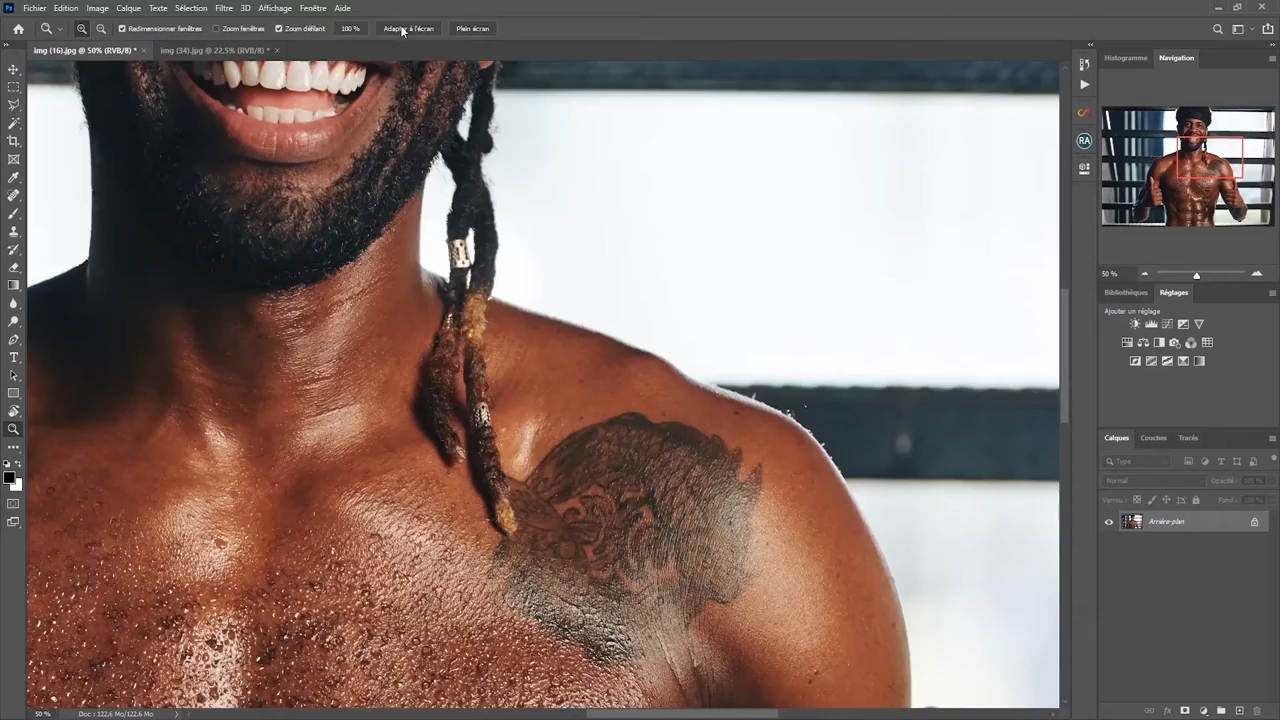 Ps Fichier Edition Image Calque Texte Sélection Filtre 3D Affichage Fenêtre Aide
Redimensionner fenêtres Zoom fenêtres Zoom défilant 100 % Adapter à l'écran Plein écran
img (16).jpg @ 50% (RVB/8) * × img (34).jpg @ 22,5% (RVB/8) * ×
Histogramme Navigation
RA
50 %
Bibliothèques Réglages
Ajouter un réglage
Calques Couches Tracés
Type
Normal Opacité : 100 %
Verrou : Fond : 100 %
Arrière-plan
fx
50 % Doc : 122,6 Mo/122,6 Mo